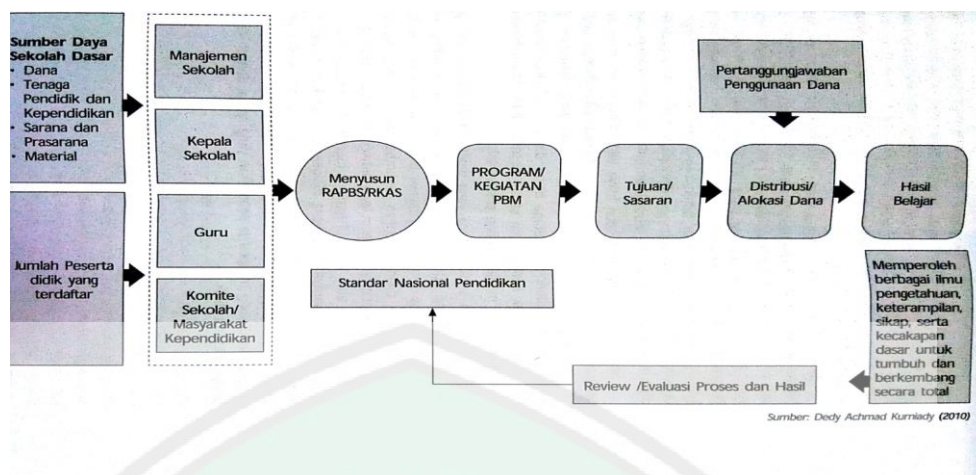 Sumber Daya
Sekolah Dasar
• Dana
• Tenaga
Pendidik dan
Kependidikan
• Sarana dan
Prasarana
• Material
Jumlah Peserta
didik yang
terdaftar
Manajemen
Sekolah
Kepala
Sekolah
Guru
Komite
Sekolah/
Masyarakat
Kependidikan
Menyusun
RAPBS/RKAS
PROGRAM/
KEGIATAN
PBM
Tujuan/
Sasaran
Pertanggungjawaban
Penggunaan Dana
Distribusi/
Alokasi Dana
Hasil
Belajar
Memperoleh
berbagai ilmu
pengetahuan,
keterampilan,
sikap, serta
kecakapan
dasar untuk
tumbuh dan
berkembang
secara total
Standar Nasional Pendidikan
Review /Evaluasi Proses dan Hasil
Sumber: Dedy Achmad Kurniady (2010)